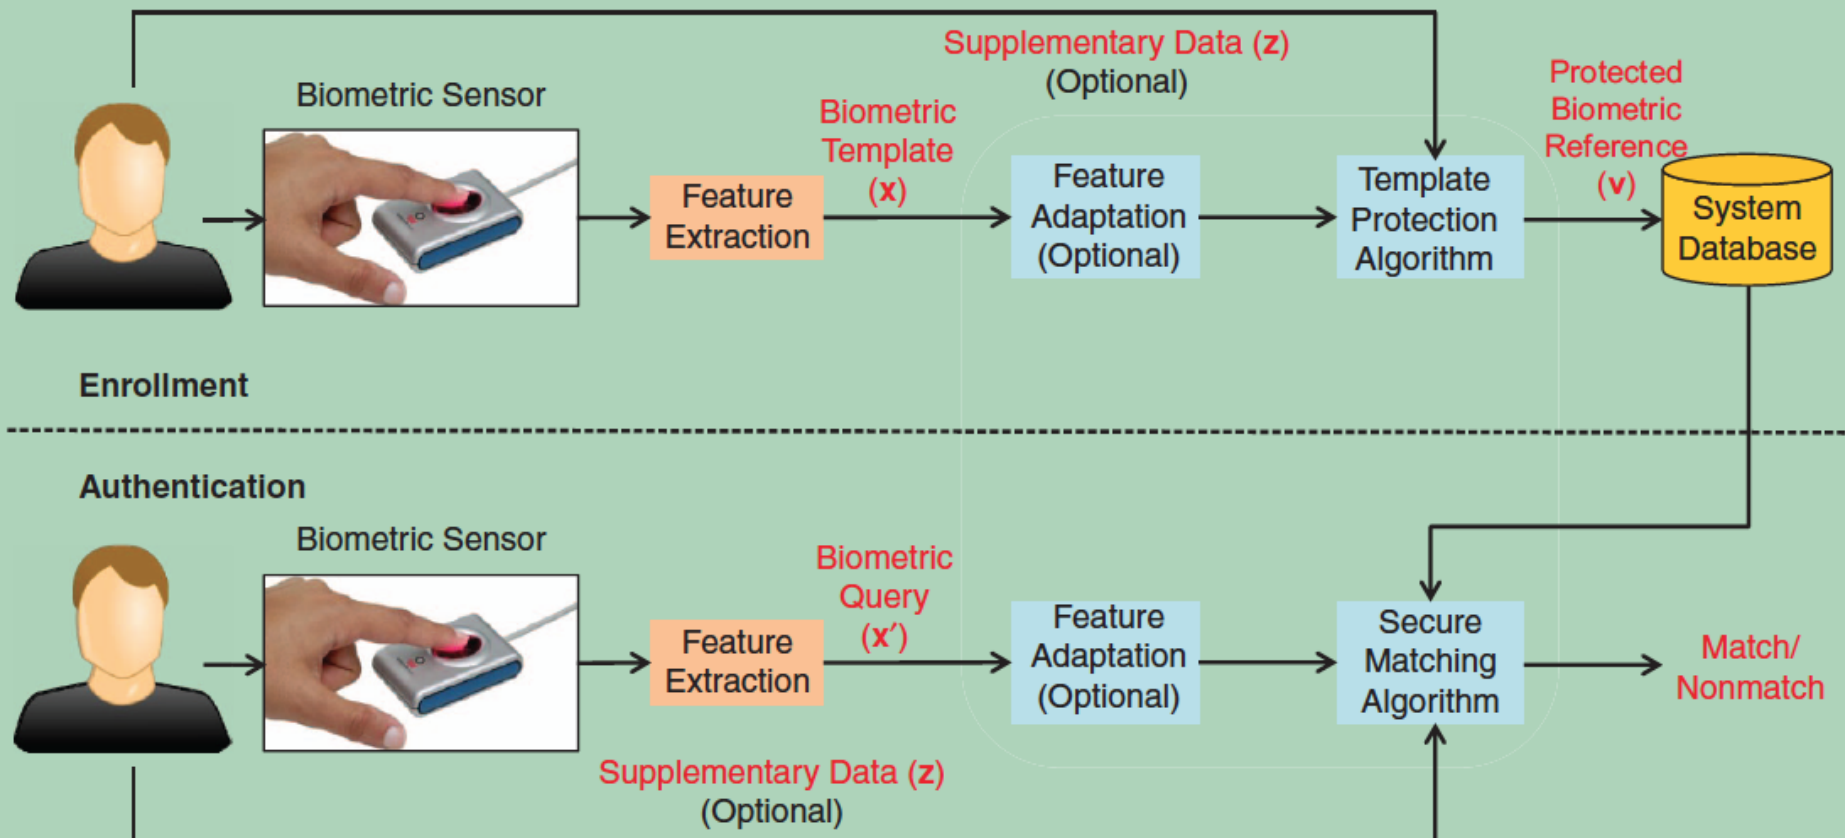 Supplementary Data (z)
(Optional)
Biometric Sensor
Biometric
Template
(x)
Protected
Biometric
Reference
(v)
Feature
Extraction
Feature
Adaptation
(Optional)
Template
Protection
Algorithm
System
Database
Enrollment
Authentication
Biometric Sensor
Biometric
Query
(x′)
Feature
Extraction
Feature
Adaptation
(Optional)
Secure
Matching
Algorithm
Match/
Nonmatch
Supplementary Data (z)
(Optional)